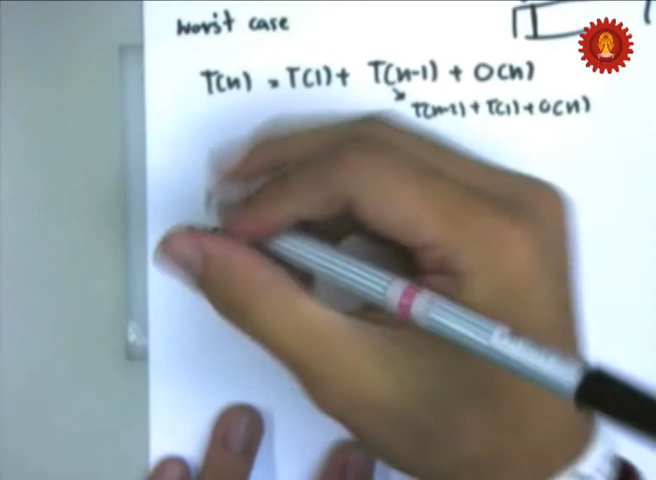 worst case
T(n) = T(1) + T(n-1) + O(n)
T(n-1) + T(1) + O(n)